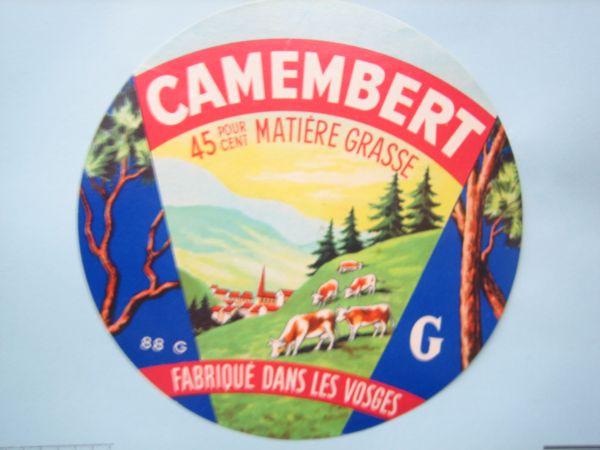 CAMEMBERT
45 POUR CENT MATIÈRE GRASSE
88 G
G
FABRIQUÉ DANS LES VOSGES